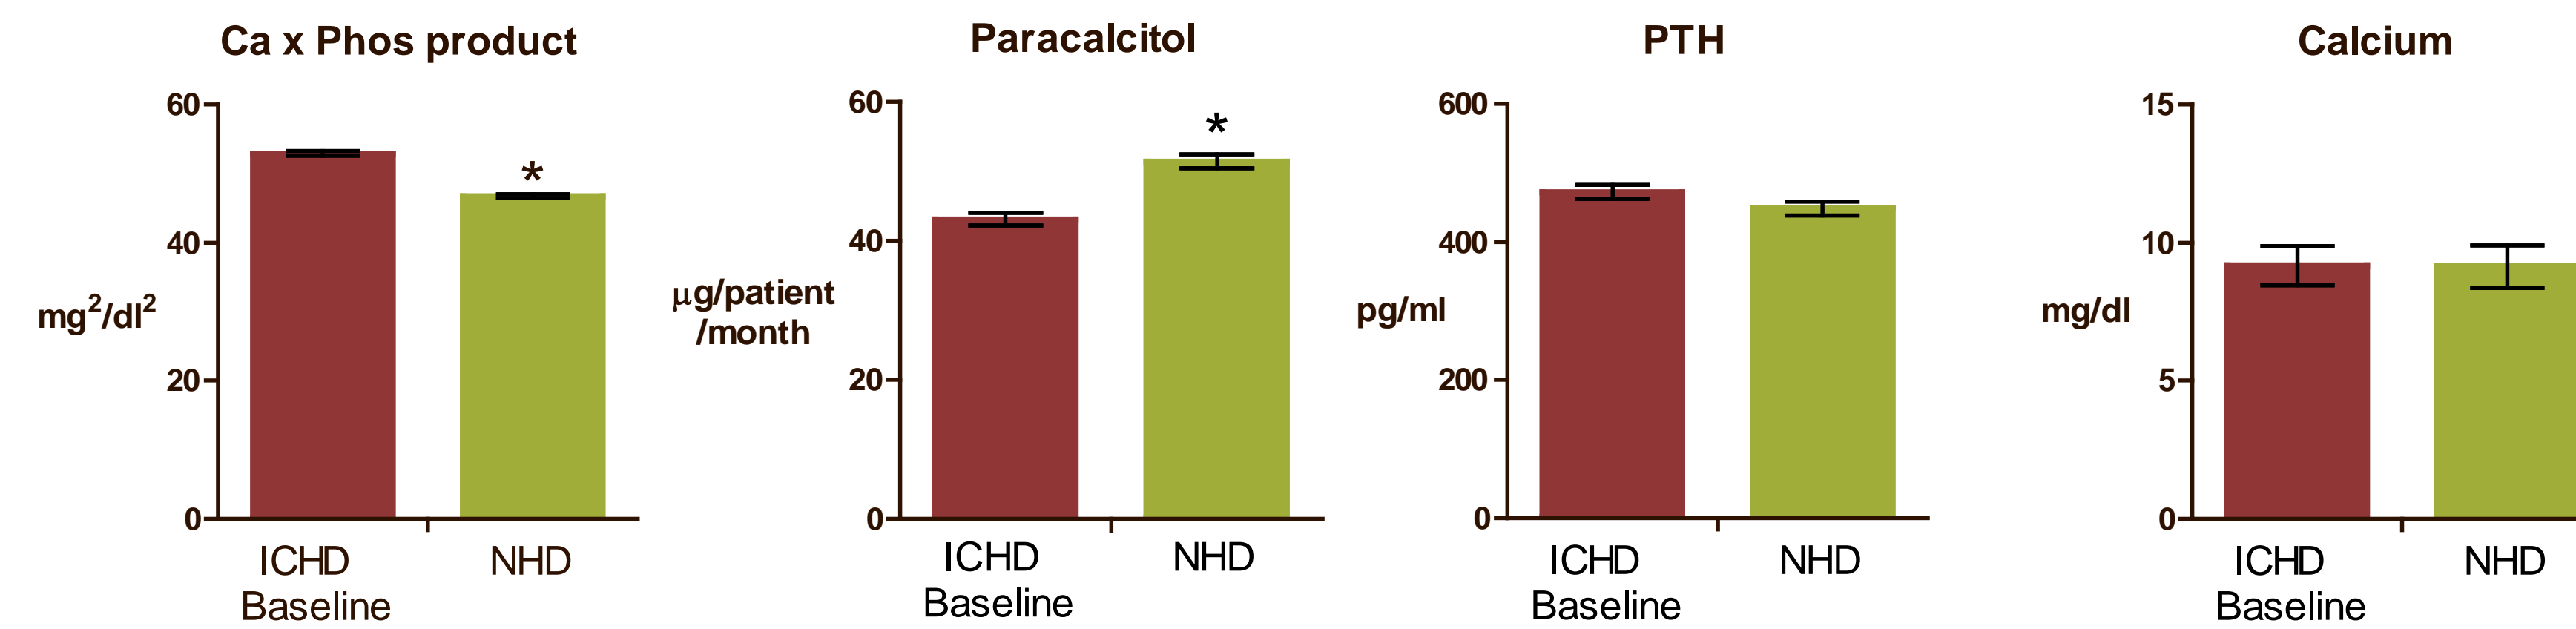 Ca x Phos product
60
40
20
0
mg²/dl²
*
ICHD
Baseline
NHD
Paracalcitol
60
40
20
0
µg/patient
/month
*
ICHD
Baseline
NHD
PTH
600
400
200
0
pg/ml
ICHD
Baseline
NHD
Calcium
15
10
5
0
mg/dl
ICHD
Baseline
NHD